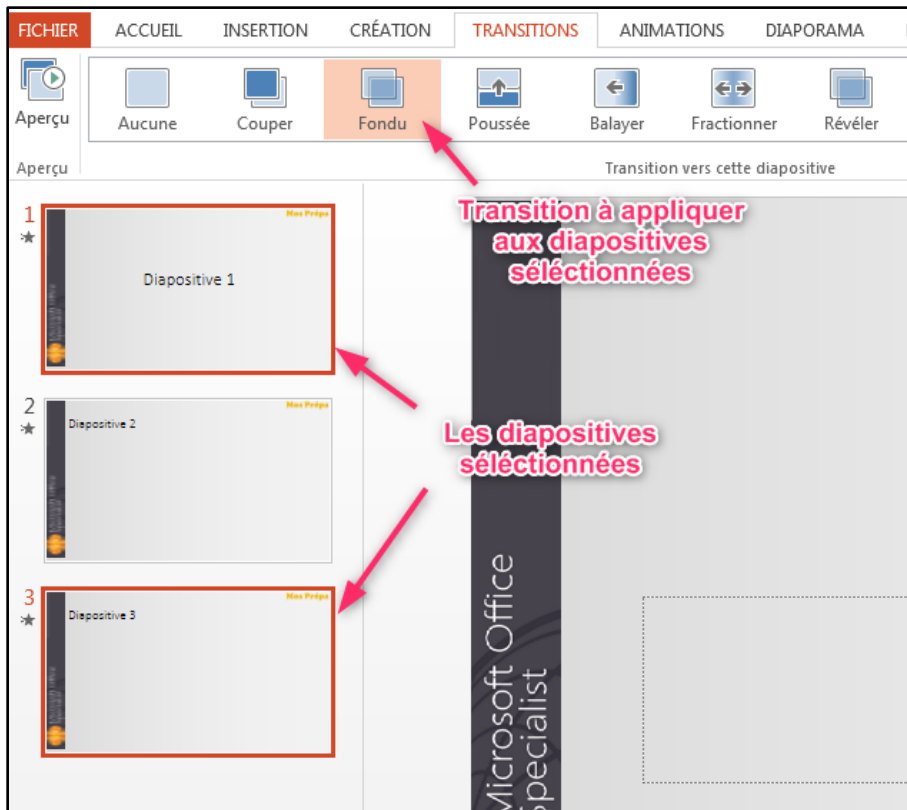 FICHIER ACCUEIL INSERTION CRÉATION TRANSITIONS ANIMATIONS DIAPORAMA
Aperçu Aucune Couper Fondu Poussée Balayer Fractionner Révéler
Aperçu Transition vers cette diapositive
Transition à appliquer
aux diapositives
séléctionnées
1
Mos Prépa
Diapositive 1
2
Mos Prépa
Diapositive 2
Les diapositives
séléctionnées
3
Mos Prépa
Diapositive 3
Microsoft Office
Specialist